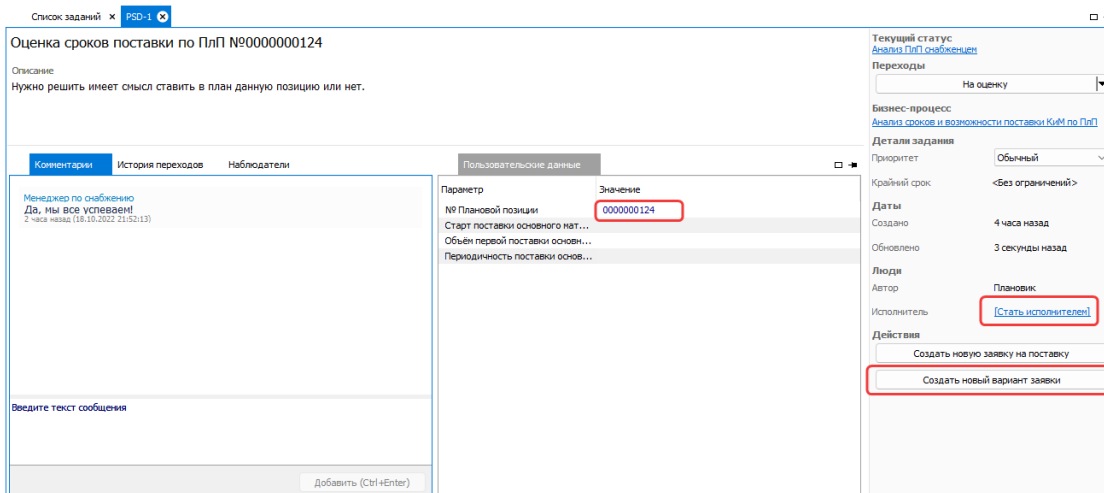 Список заданий
PSD-1
Оценка сроков поставки по ПлП №0000000124
Описание
Нужно решить имеет смысл ставить в план данную позицию или нет.
Комментарии
История переходов
Наблюдатели
Менеджер по снабжению
Да, мы все успеваем!
2 часа назад (18.10.2022 21:52:13)
Введите текст сообщения
Добавить (Ctrl+Enter)
Пользовательские данные
Параметр Значение
№ Плановой позиции 0000000124
Старт поставки основного мат...
Объём первой поставки основн...
Периодичность поставки основ...
Текущий статус
Анализ ПлП снабженцем
Переходы
На оценку
Бизнес-процесс
Анализ сроков и возможности поставки КиМ по ПлП
Детали задания
Приоритет Обычный
Крайний срок <Без ограничений>
Даты
Создано 4 часа назад
Обновлено 3 секунды назад
Люди
Автор Плановик
Исполнитель [Стать исполнителем]
Действия
Создать новую заявку на поставку
Создать новый вариант заявки